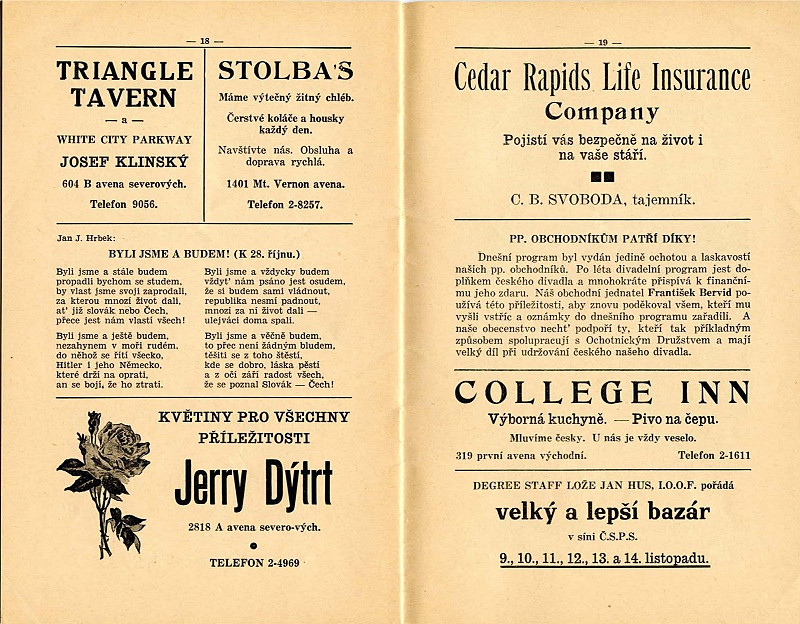 — 18 —
TRIANGLE
TAVERN
— a —
WHITE CITY PARKWAY
JOSEF KLINSKÝ
604 B avena severových.
Telefon 9056.
STOLBA'S
Máme výtečný žitný chléb.
Čerstvé koláče a housky
každý den.
Navštívte nás. Obsluha a
doprava rychlá.
1401 Mt. Vernon avena.
Telefon 2-8257.
Jan J. Hrbek:
BYLI JSME A BUDEM! (K 28. říjnu.)
Byli jsme a stále budem
propadli bychom se studem,
by vlast jsme svoji zaprodali,
za kterou mnozí život dali,
ať již slovák nebo Čech,
přece jest nám vlastí všech!
Byli jsme a ještě budem,
nezahynem v moři rudém,
do něhož se řítí všecko,
Hitler i jeho Německo,
které drží na oprati,
an se bojí, že ho ztratí.
Byli jsme a vždycky budem
vždyť nám psáno jest osudem,
že si budem sami vládnout,
republika nesmí padnout,
mnozí za ni život dali —
ulejváci doma spali.
Byli jsme a věčně budem,
to přec není žádným bludem,
těšiti se z toho štěstí,
kde se dobro, láska pěstí
a z očí září radost všech,
že se poznal Slovák — Čech!
KVĚTINY PRO VŠECHNY
PŘÍLEŽITOSTI
Jerry Dýtrt
2818 A avena severo-vých.
TELEFON 2-4969
— 19 —
Cedar Rapids Life Insurance
Company
Pojistí vás bezpečně na život i
na vaše stáří.
C. B. SVOBODA, tajemník.
PP. OBCHODNÍKŮM PATŘÍ DÍKY!
Dnešní program byl vydán jedině ochotou a laskavostí
našich pp. obchodníků. Po léta divadelní program jest do-
plňkem českého divadla a mnohokráte přispívá k finanční-
mu jeho zdaru. Náš obchodní jednatel František Bervid po-
užívá této příležitosti, aby znovu poděkoval všem, kteří mu
vyšli vstříc a oznámky do dnešního programu zařadili. A
naše obecenstvo nechť podpoří ty, kteří tak příkladným
způsobem spolupracují s Ochotnickým Družstvem a mají
velký díl při udržování českého našeho divadla.
COLLEGE INN
Výborná kuchyně. — Pivo na čepu.
Mluvíme česky. U nás je vždy veselo.
319 první avena východní. Telefon 2-1611
DEGREE STAFF LOŽE JAN HUS, I.O.O.F. pořádá
velký a lepší bazár
v síni Č.S.P.S.
9., 10., 11., 12., 13. a 14. listopadu.